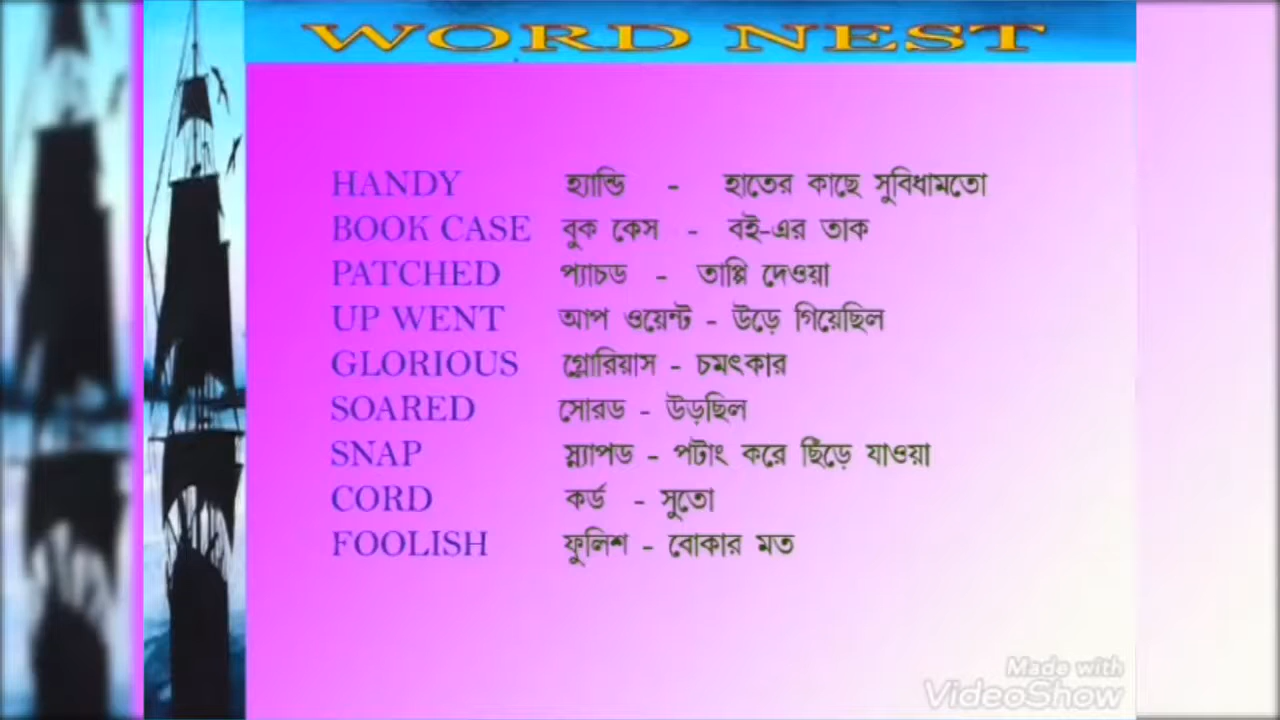 WORD NEST
HANDY হ্যান্ডি - হাতের কাছে সুবিধামতো
BOOK CASE বুক কেস - বই-এর তাক
PATCHED প্যাচড - তাপ্পি দেওয়া
UP WENT আপ ওয়েন্ট - উড়ে গিয়েছিল
GLORIOUS গ্লোরিয়াস - চমৎকার
SOARED সোরড - উড়ছিল
SNAP স্ন্যাপড - পটাং করে ছিঁড়ে যাওয়া
CORD কর্ড - সুতো
FOOLISH ফুলিশ - বোকার মত
Made with
VideoShow